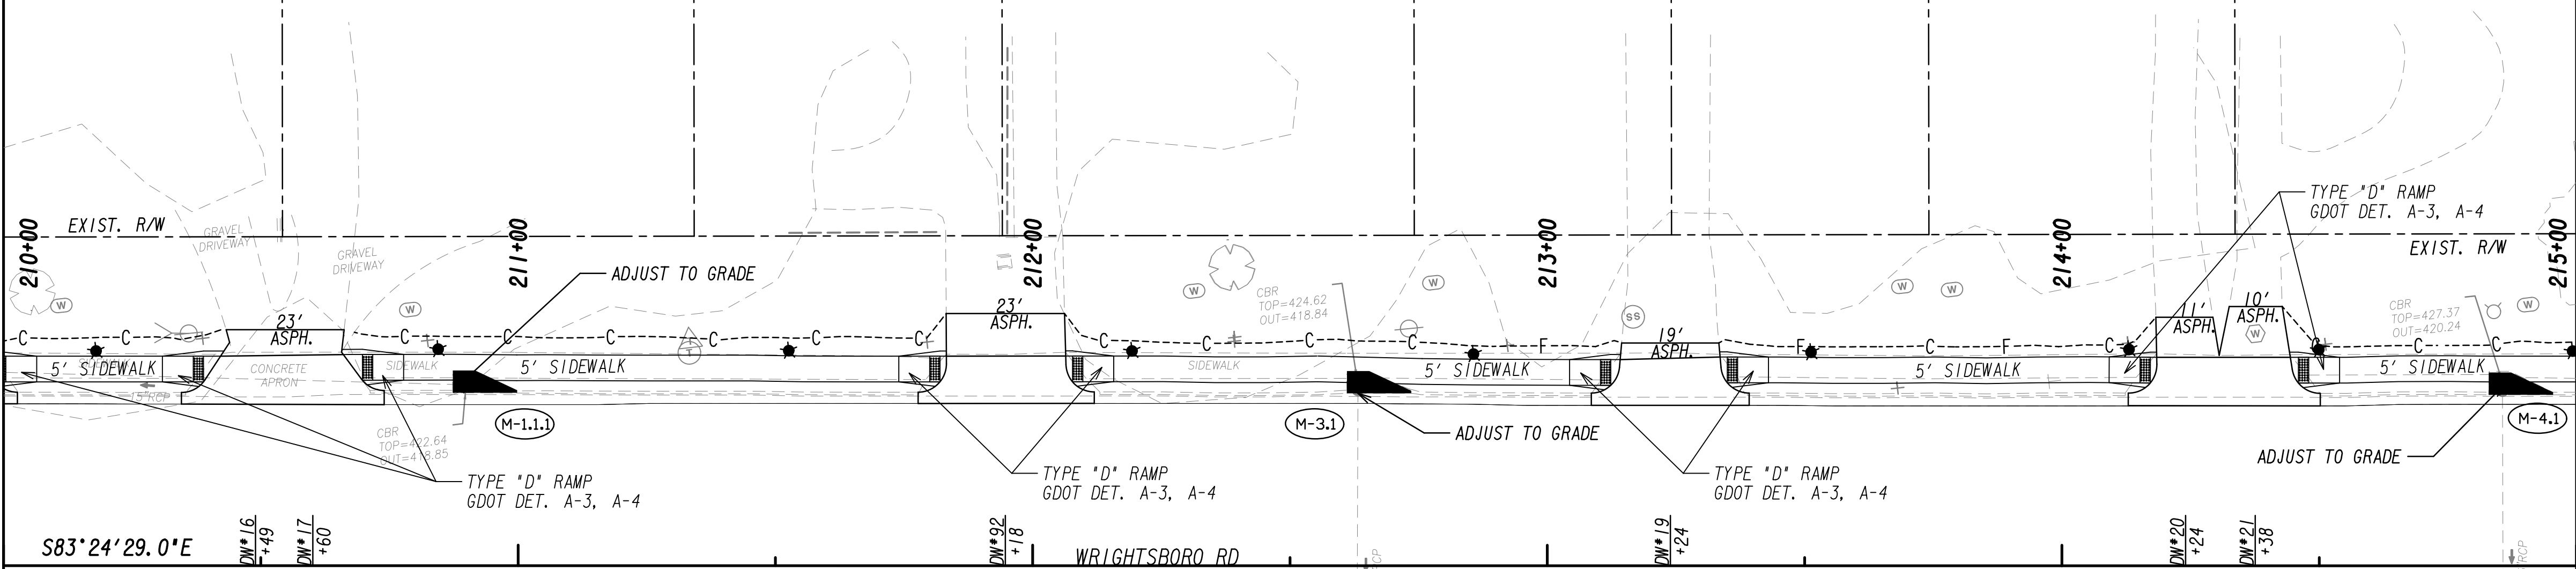 TYPE "D" RAMP
GDOT DET. A-3, A-4
EXIST. R/W
210+00
211+00
212+00
213+00
214+00
215+00
GRAVEL
DRIVEWAY
GRAVEL
DRIVEWAY
EXIST. R/W
ADJUST TO GRADE
W
W
W
W
W
W
W
W
SS
T
CBR
TOP=424.62
OUT=418.84
CBR
TOP=427.37
OUT=420.24
23'
ASPH.
23'
ASPH.
19'
ASPH.
11'
ASPH.
10'
ASPH.
C
C
C
C
C
C
C
C
C
C
C
C
F
F
C
F
C
C
C
C
5' SIDEWALK
CONCRETE
APRON
SIDEWALK
5' SIDEWALK
SIDEWALK
5' SIDEWALK
5' SIDEWALK
5' SIDEWALK
15"RCP
M-1.1.1
M-3.1
M-4.1
CBR
TOP=422.64
OUT=418.85
ADJUST TO GRADE
ADJUST TO GRADE
TYPE "D" RAMP
GDOT DET. A-3, A-4
TYPE "D" RAMP
GDOT DET. A-3, A-4
TYPE "D" RAMP
GDOT DET. A-3, A-4
S83°24'29.0"E
DW#16
+49
DW#17
+60
DW#92
+18
WRIGHTSBORO RD
DW#19
+24
DW#20
+24
DW#21
+38